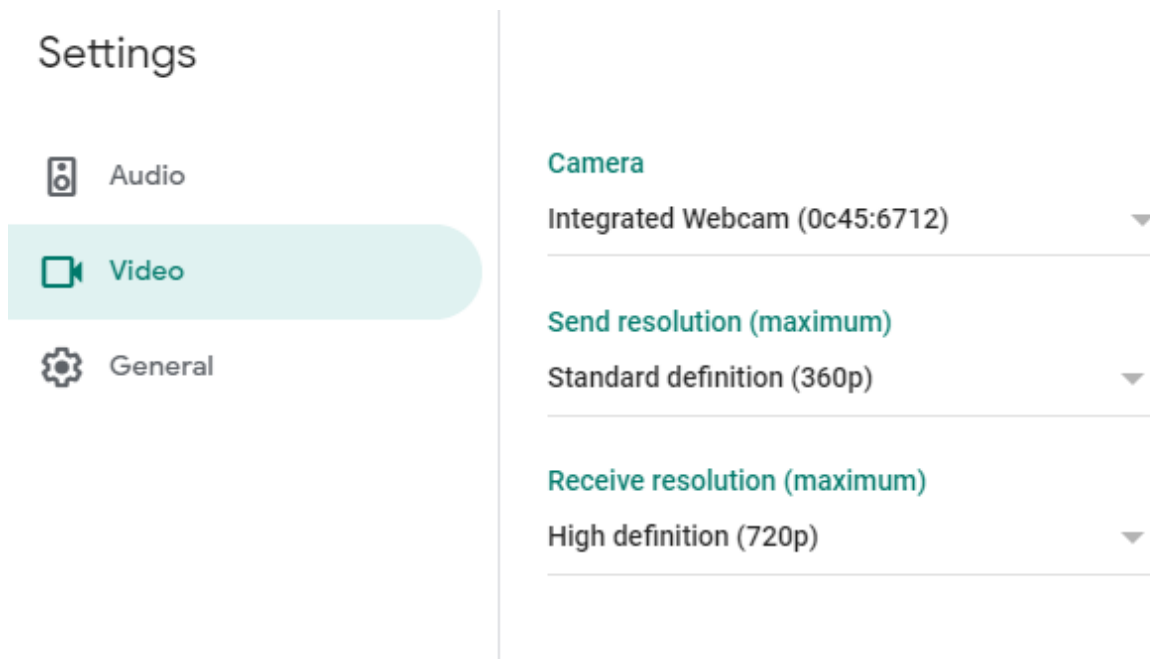 Settings
Audio
Video
General
Camera
Integrated Webcam (0c45:6712)
Send resolution (maximum)
Standard definition (360p)
Receive resolution (maximum)
High definition (720p)